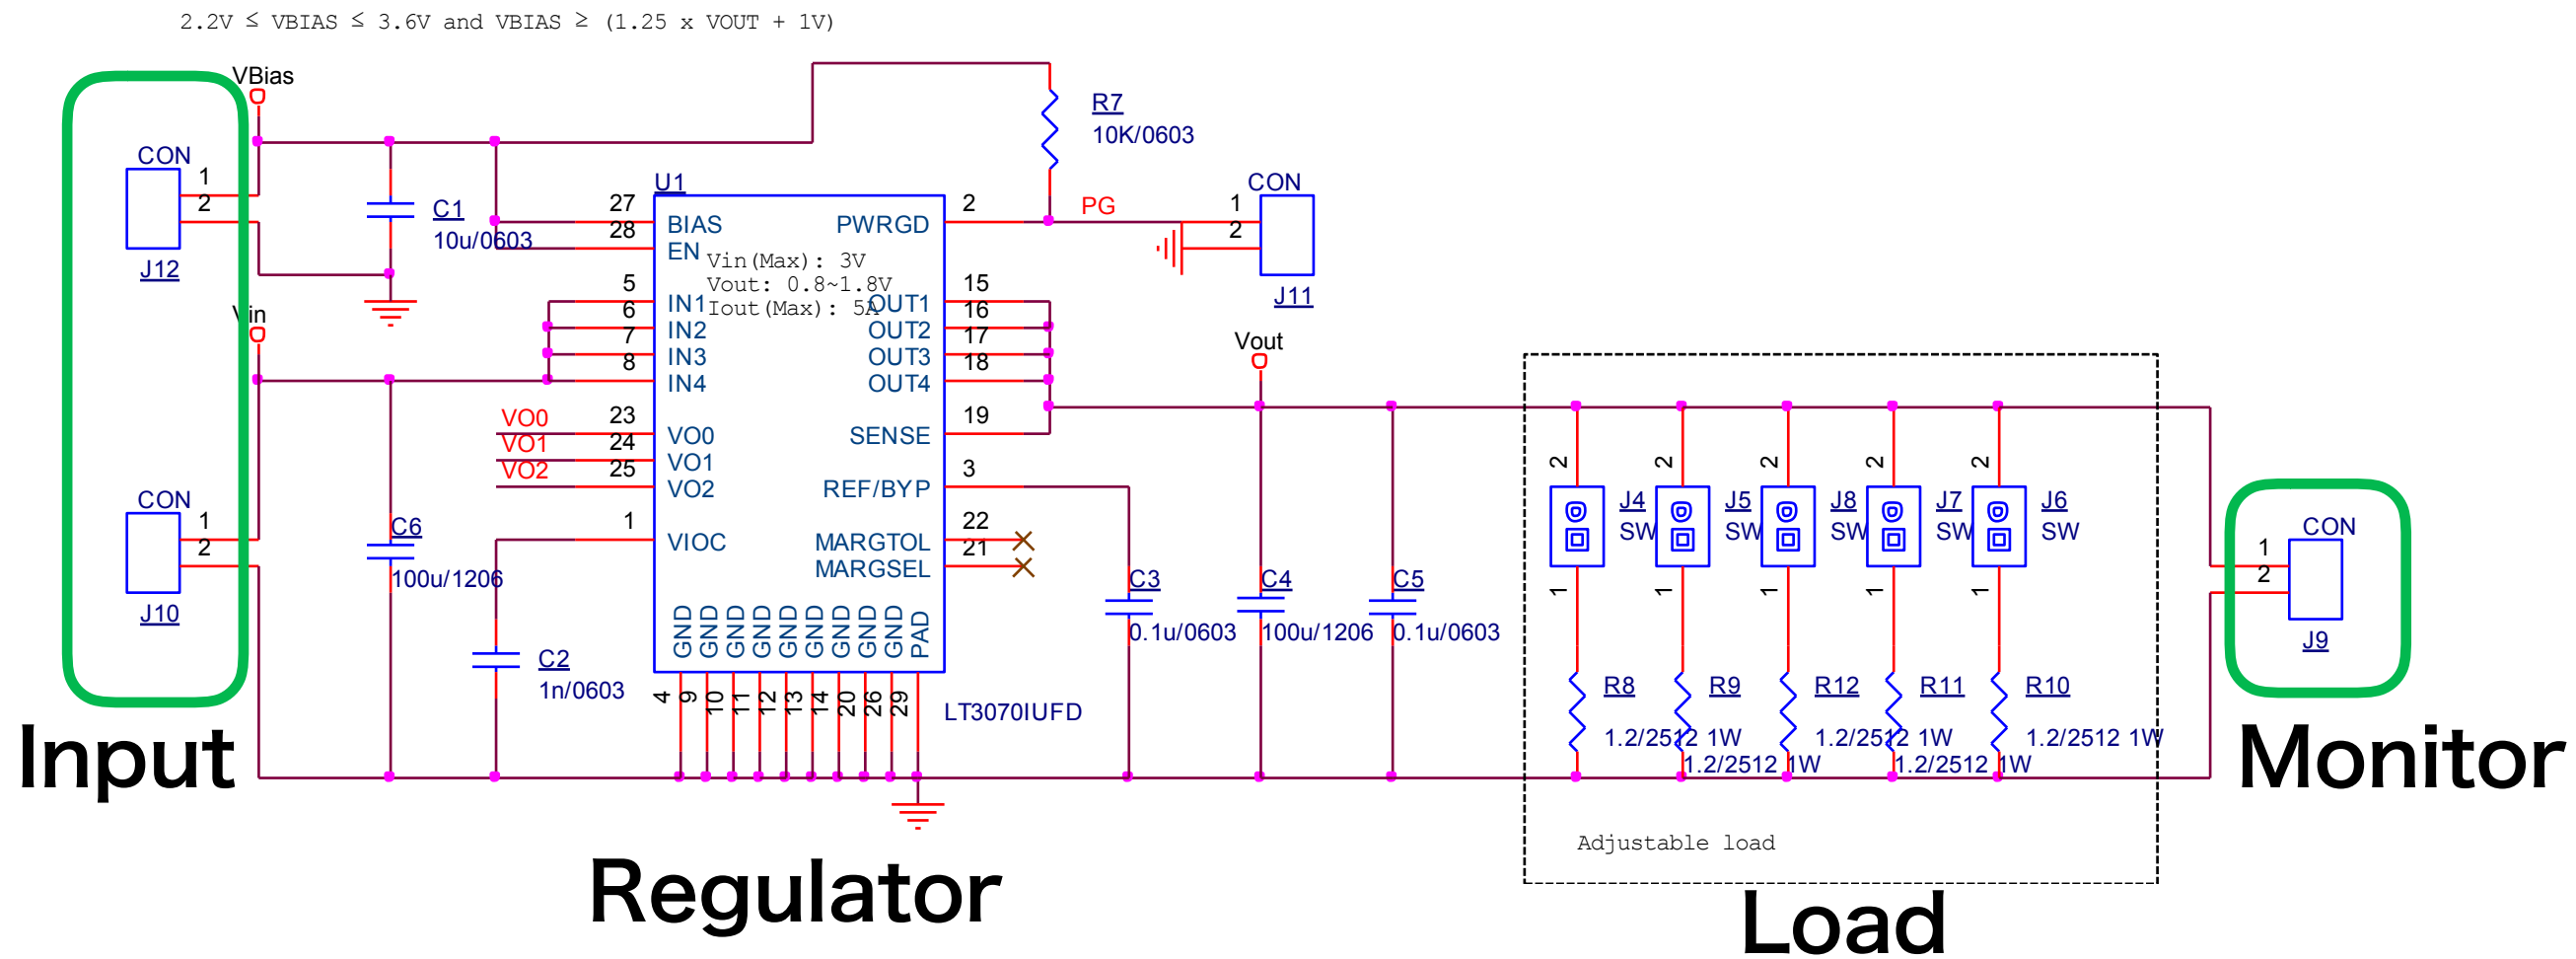 2.2V ≤ VBIAS ≤ 3.6V and VBIAS ≥ (1.25 x VOUT + 1V)
VBias
CON
1
2
J12
C1
10u/0603
Vin
CON
1
2
J10
C6
100u/1206
C2
1n/0603
Input
U1
27
BIAS
28
EN
5
IN1
6
IN2
7
IN3
8
IN4
VO0
23
VO0
VO1
24
VO1
VO2
25
VO2
1
VIOC
Vin(Max): 3V
Vout: 0.8~1.8V
Iout(Max): 5A
PWRGD
2
OUT1
15
OUT2
16
OUT3
17
OUT4
18
SENSE
19
REF/BYP
3
MARGTOL
22
MARGSEL
21
GND GND GND GND GND GND GND GND GND PAD
4 9 10 11 12 13 14 20 26 29
LT3070IUFD
Regulator
R7
10K/0603
PG
CON
1
2
J11
Vout
C3
0.1u/0603
C4
100u/1206
C5
0.1u/0603
2 2 2 2 2
J4
SW
J5
SW
J8
SW
J7
SW
J6
SW
1 1 1 1 1
R8
1.2/2512 1W
R9
1.2/2512 1W
R12
1.2/2512 1W
R11
1.2/2512 1W
R10
1.2/2512 1W
Adjustable load
Load
CON
1
2
J9
Monitor